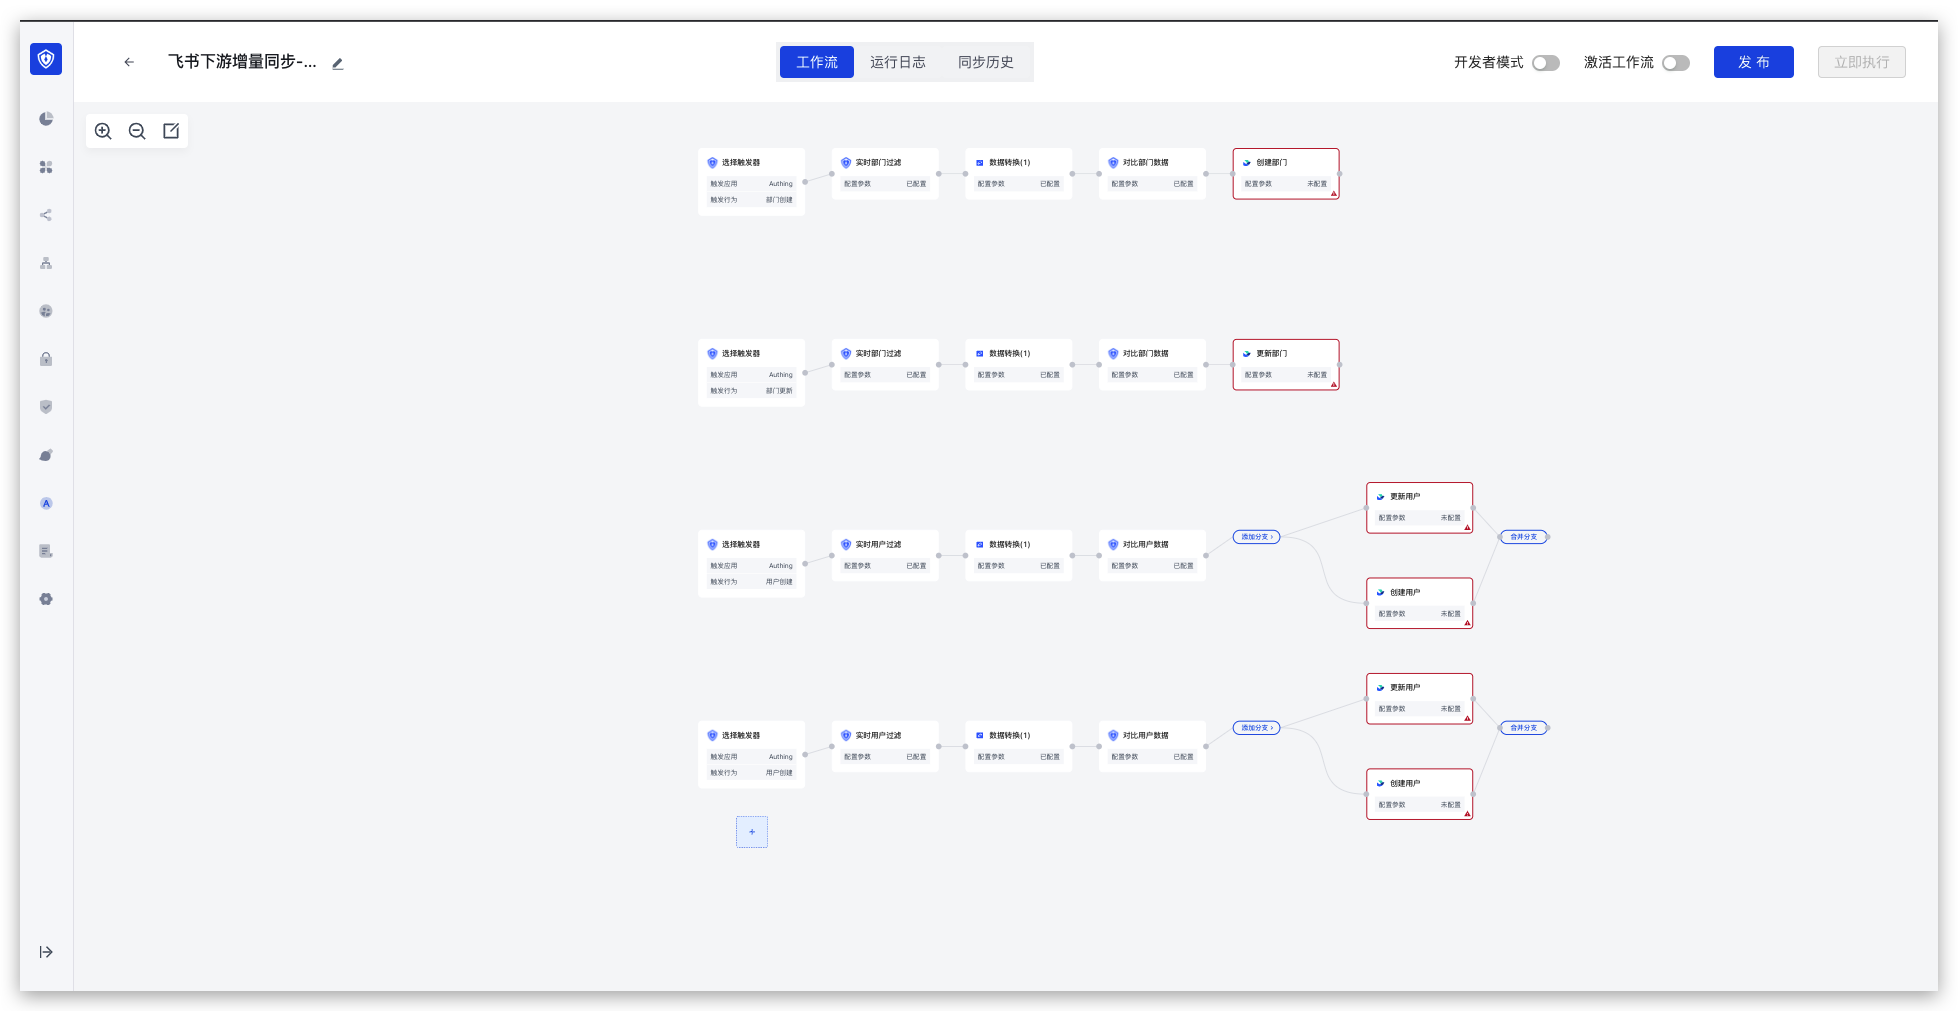 飞书下游增量同步-...
工作流 运行日志 同步历史
开发者模式 激活工作流 发 布 立即执行
选择触发器
触发应用 Authing
触发行为 部门创建
实时部门过滤
配置参数 已配置
数据转换(1)
配置参数 已配置
对比部门数据
配置参数 已配置
创建部门
配置参数 未配置
选择触发器
触发应用 Authing
触发行为 部门更新
实时部门过滤
配置参数 已配置
数据转换(1)
配置参数 已配置
对比部门数据
配置参数 已配置
更新部门
配置参数 未配置
选择触发器
触发应用 Authing
触发行为 用户创建
实时用户过滤
配置参数 已配置
数据转换(1)
配置参数 已配置
对比用户数据
配置参数 已配置
添加分支 ›
更新用户
配置参数 未配置
创建用户
配置参数 未配置
合并分支
选择触发器
触发应用 Authing
触发行为 用户创建
实时用户过滤
配置参数 已配置
数据转换(1)
配置参数 已配置
对比用户数据
配置参数 已配置
添加分支 ›
更新用户
配置参数 未配置
创建用户
配置参数 未配置
合并分支
+